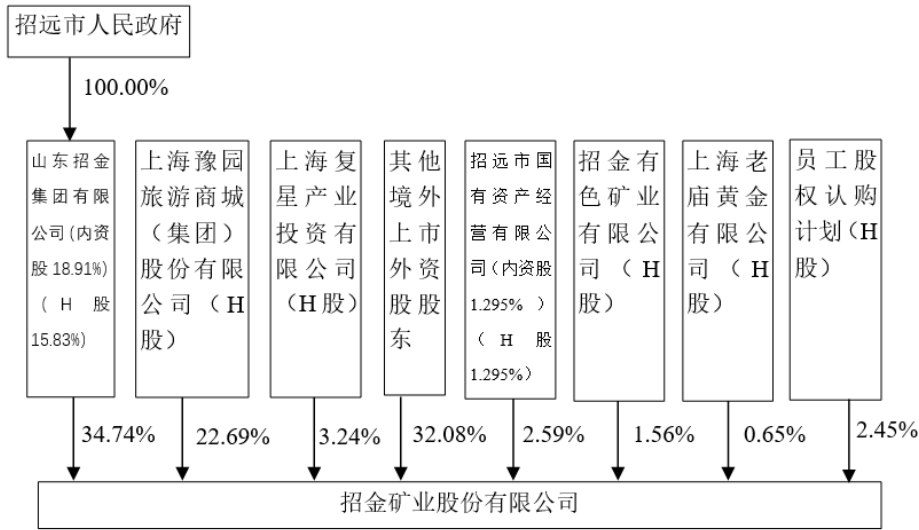 招远市人民政府
100.00%
山东招金
集团有限
公司(内资
股 18.91%)
（H 股
15.83%)
上海豫园
旅游商城
（集团）
股份有限
公司（H
股）
上海复
星产业
投资有
限公司
（H股）
其他
境外
上市
外资
股股
东
招远市国
有资产经
营有限公
司(内资股
1.295%）
（H 股
1.295%)
招金有
色矿业
有限公
司（H
股）
上海老
庙黄金
有限公
司（H
股）
员工股
权认购
计划（H
股）
34.74%
22.69%
3.24%
32.08%
2.59%
1.56%
0.65%
2.45%
招金矿业股份有限公司